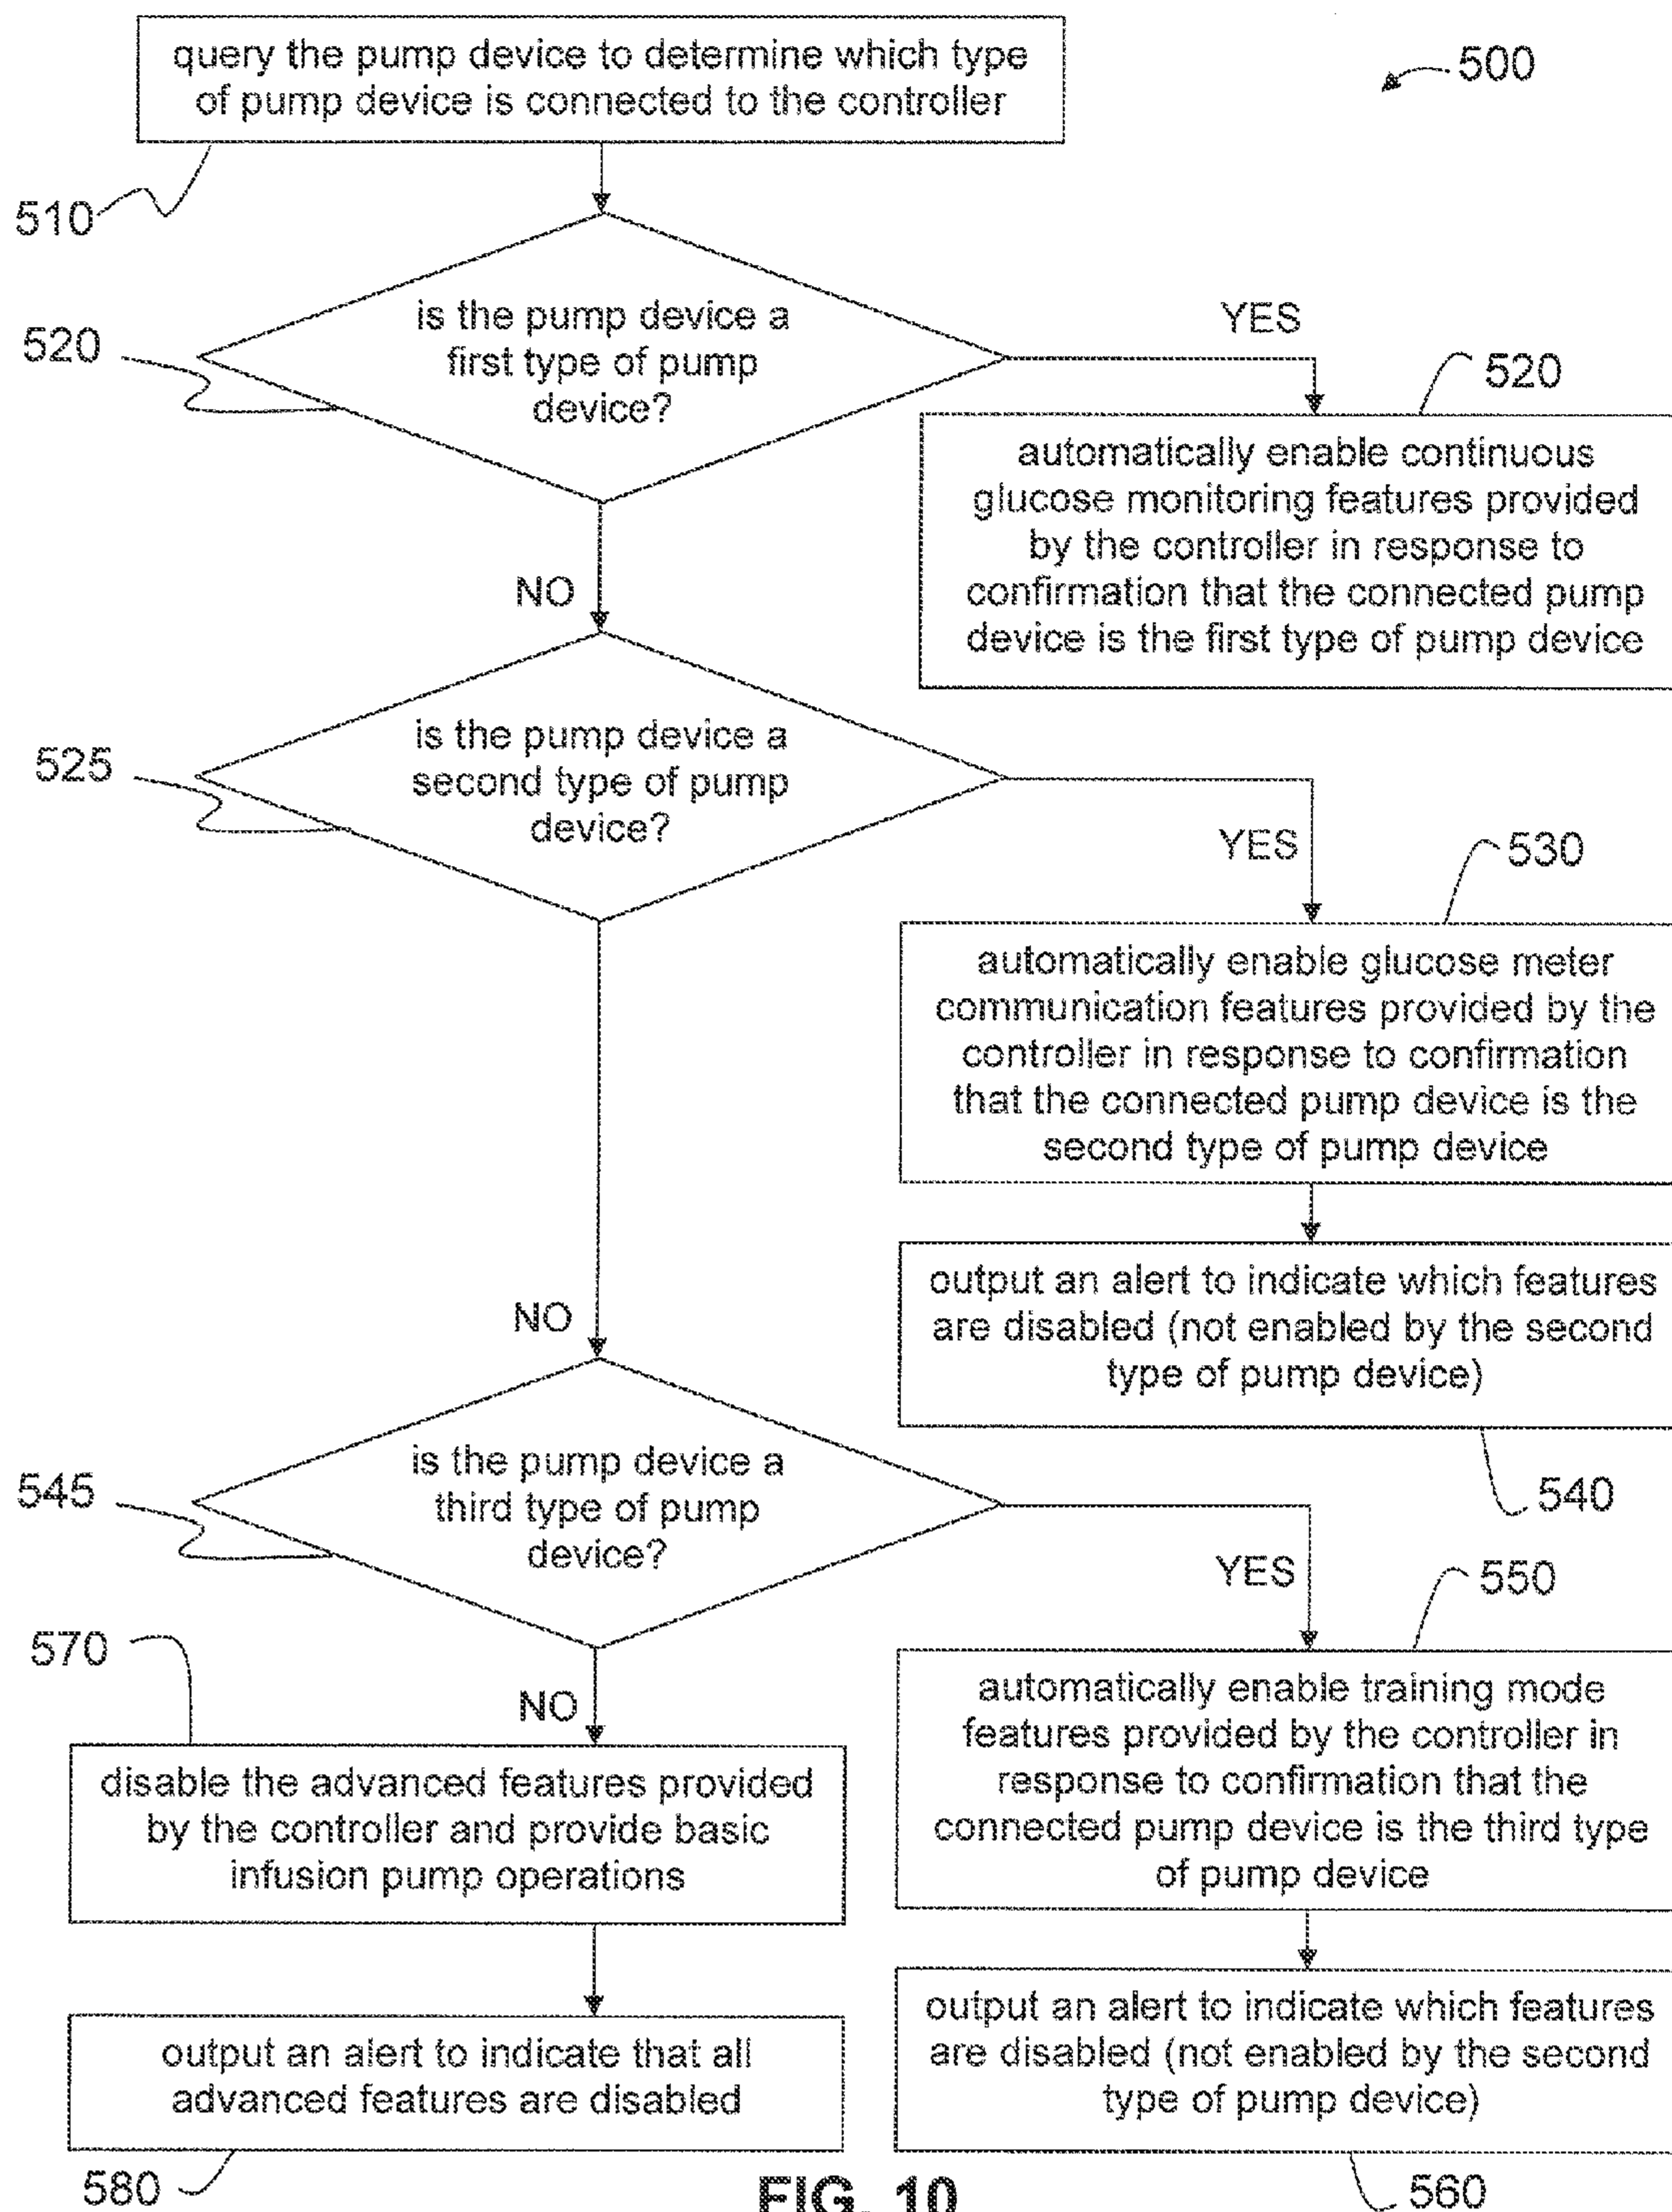 query the pump device to determine which type
of pump device is connected to the controller
500
510
is the pump device a
first type of pump
device?
520
YES
520
automatically enable continuous
glucose monitoring features provided
by the controller in response to
confirmation that the connected pump
device is the first type of pump device
NO
is the pump device a
second type of pump
device?
525
YES
530
automatically enable glucose meter
communication features provided by the
controller in response to confirmation
that the connected pump device is the
second type of pump device
output an alert to indicate which features
are disabled (not enabled by the second
type of pump device)
540
NO
is the pump device a
third type of pump
device?
545
YES
550
automatically enable training mode
features provided by the controller in
response to confirmation that the
connected pump device is the third type
of pump device
570
NO
disable the advanced features provided
by the controller and provide basic
infusion pump operations
output an alert to indicate which features
are disabled (not enabled by the second
type of pump device)
560
output an alert to indicate that all
advanced features are disabled
580
FIG. 10